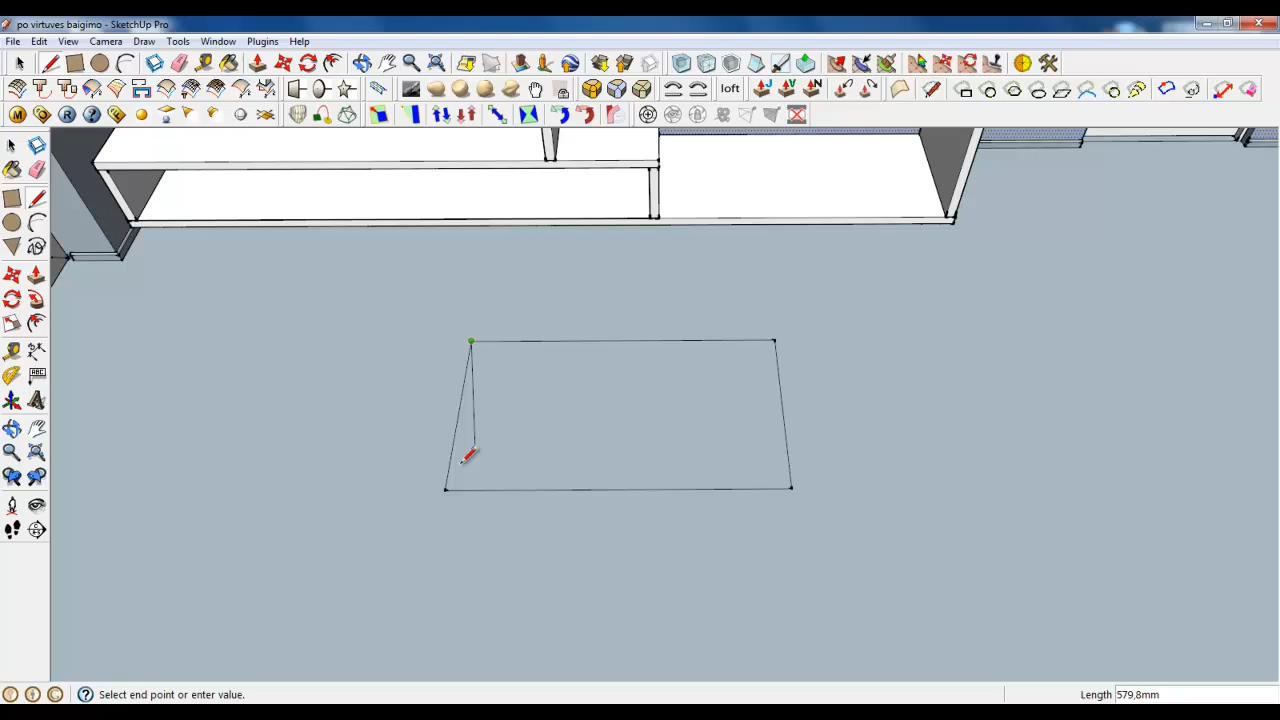 po virtuves baigimo - SketchUp Pro
File Edit View Camera Draw Tools Window Plugins Help
loft
ABC
Select end point or enter value.
Length 579,8mm